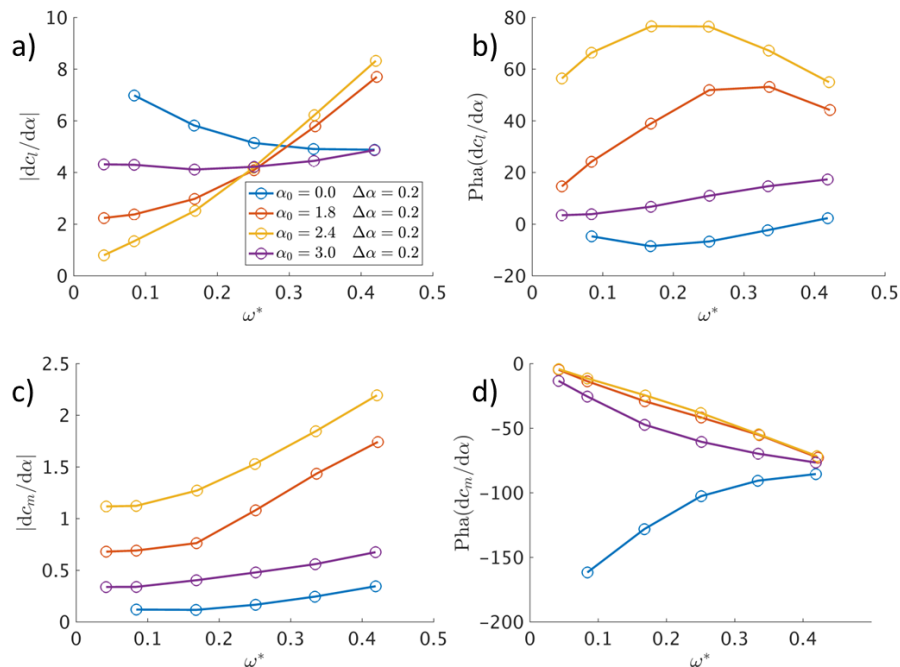 a)
|dc_l/dα|
10
8
6
4
2
0
α_0 = 0.0 Δα = 0.2
α_0 = 1.8 Δα = 0.2
α_0 = 2.4 Δα = 0.2
α_0 = 3.0 Δα = 0.2
0 0.1 0.2 0.3 0.4 0.5
ω*
b)
Pha(dc_l/dα)
80
60
40
20
0
−20
0 0.1 0.2 0.3 0.4 0.5
ω*
c)
|dc_m/dα|
2.5
2
1.5
1
0.5
0
0 0.1 0.2 0.3 0.4 0.5
ω*
d)
Pha(dc_m/dα)
0
−50
−100
−150
−200
0 0.1 0.2 0.3 0.4
ω*